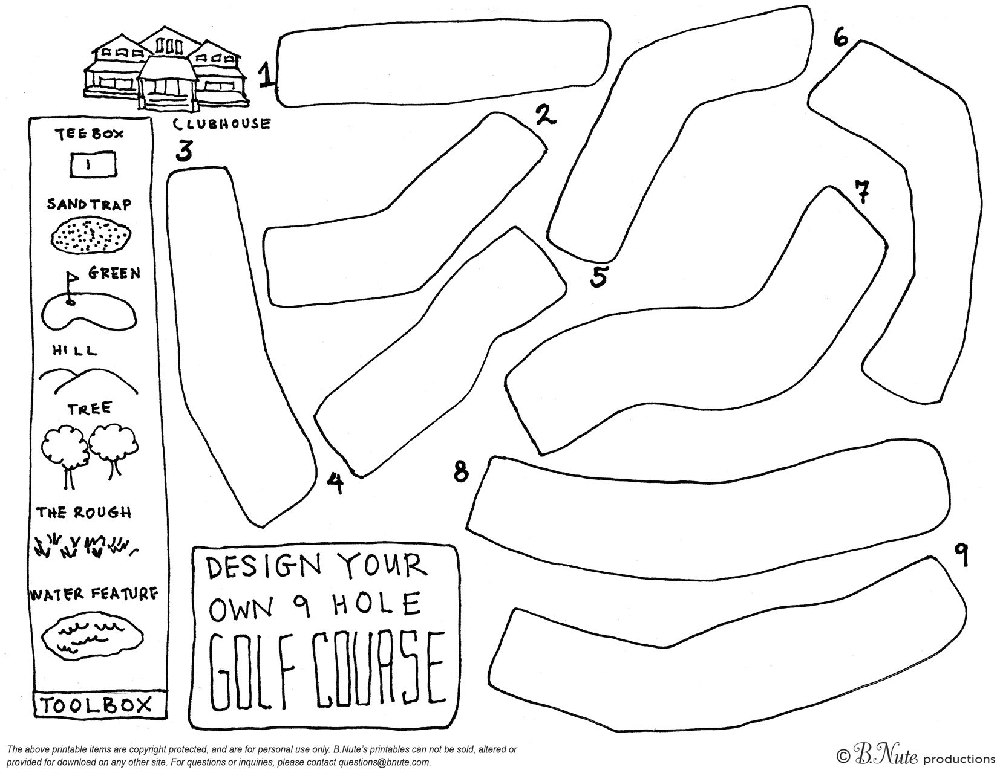 CLUBHOUSE
TEE BOX
1
SAND TRAP
GREEN
HILL
TREE
THE ROUGH
WATER FEATURE
TOOLBOX
1
2
3
4
5
6
7
8
9
DESIGN YOUR
OWN 9 HOLE
GOLF COURSE
The above printable items are copyright protected, and are for personal use only. B.Nute's printables can not be sold, altered or
provided for download on any other site. For questions or inquiries, please contact questions@bnute.com.
© B.Nute productions